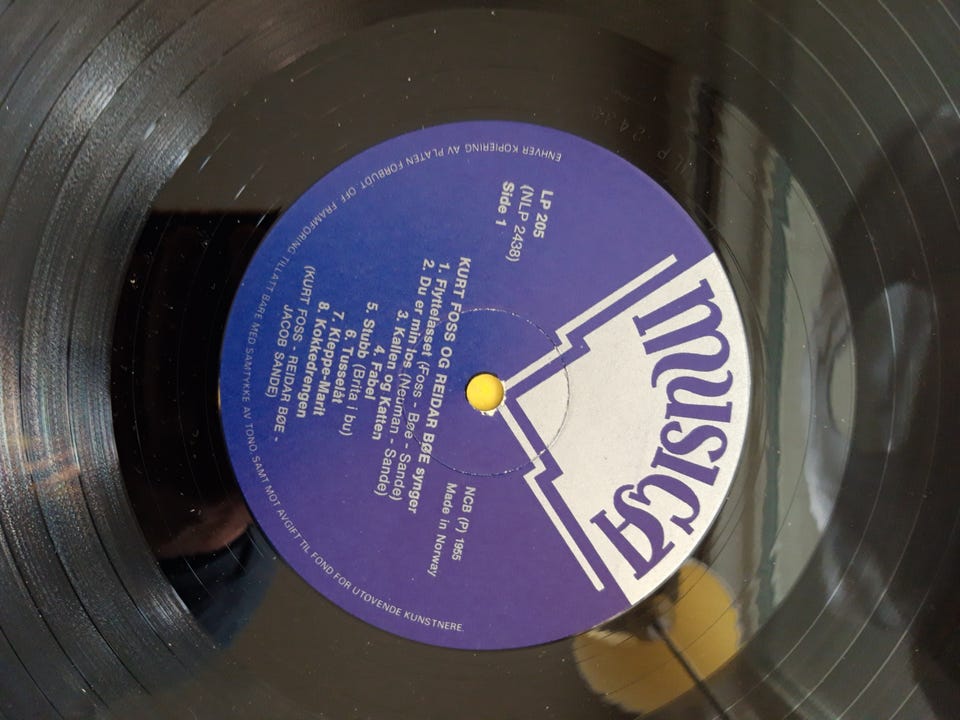 MUSICA
LP 205
(NLP 2438)
Side 1
NCB (P) 1955
Made in Norway
KURT FOSS OG REIDAR BØE synger
1. Flyttelasset (Foss - Bøe - Sande)
2. Du er min los (Neuman - Sande)
3. Kallen og Katten
4. Fabel
5. Stubb (Brita i bu)
6. Tusselåt
7. Kleppe-Marit
8. Kokkedrengen
(KURT FOSS - REIDAR BØE -
JACOB SANDE)
ENHVER KOPIERING AV PLATEN FORBUDT. OFF. FRAMFØRING TILLATT BARE MED SAMTYKKE AV TONO, SAMT MOT AVGIFT TIL FOND FOR UTØVENDE KUNSTNERE.